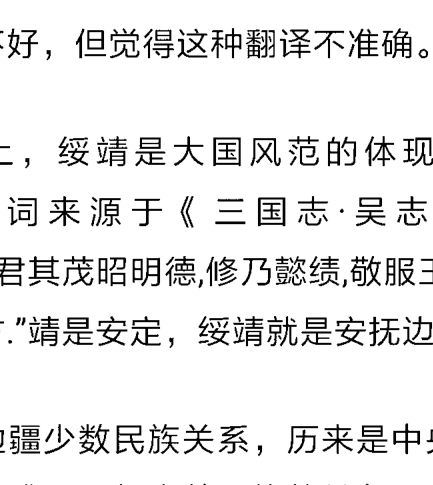 好，但觉得这种翻译不准确。
，绥靖是大国风范的体现
词来源于《三国志·吴志
君其茂昭明德,修乃懿绩,敬服王
.”靖是安定，绥靖就是安抚边
疆少数民族关系，历来是中央